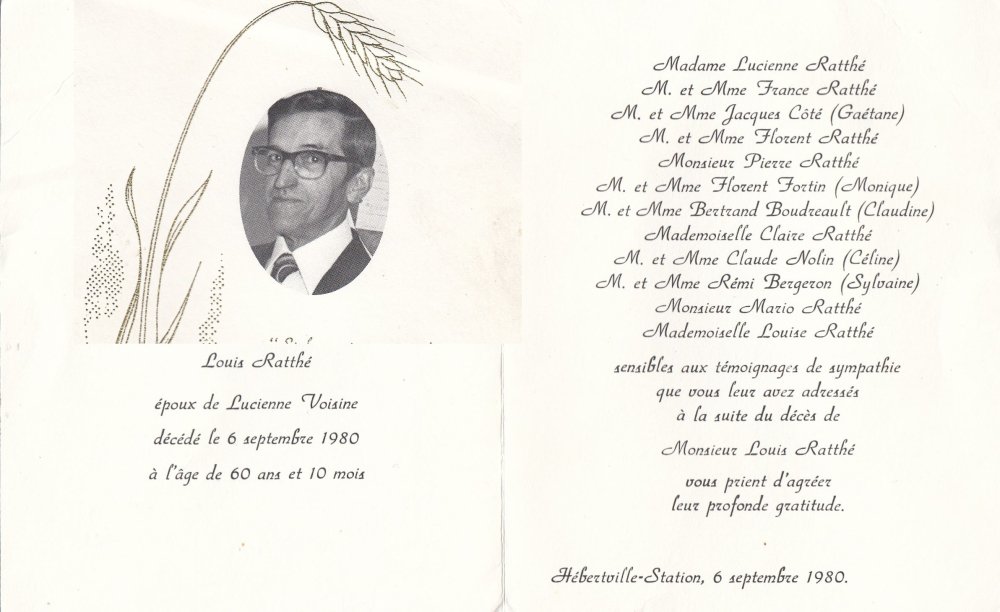 Louis Ratthé
époux de Lucienne Voisine
décédé le 6 septembre 1980
à l'âge de 60 ans et 10 mois
Madame Lucienne Ratthé
M. et Mme France Ratthé
M. et Mme Jacques Côté (Gaétane)
M. et Mme Florent Ratthé
Monsieur Pierre Ratthé
M. et Mme Florent Fortin (Monique)
M. et Mme Bertrand Boudreault (Claudine)
Mademoiselle Claire Ratthé
M. et Mme Claude Nolin (Céline)
M. et Mme Rémi Bergeron (Sylvaine)
Monsieur Mario Ratthé
Mademoiselle Louise Ratthé
sensibles aux témoignages de sympathie
que vous leur avez adressés
à la suite du décès de
Monsieur Louis Ratthé
vous prient d'agréer
leur profonde gratitude.
Hébertville-Station, 6 septembre 1980.